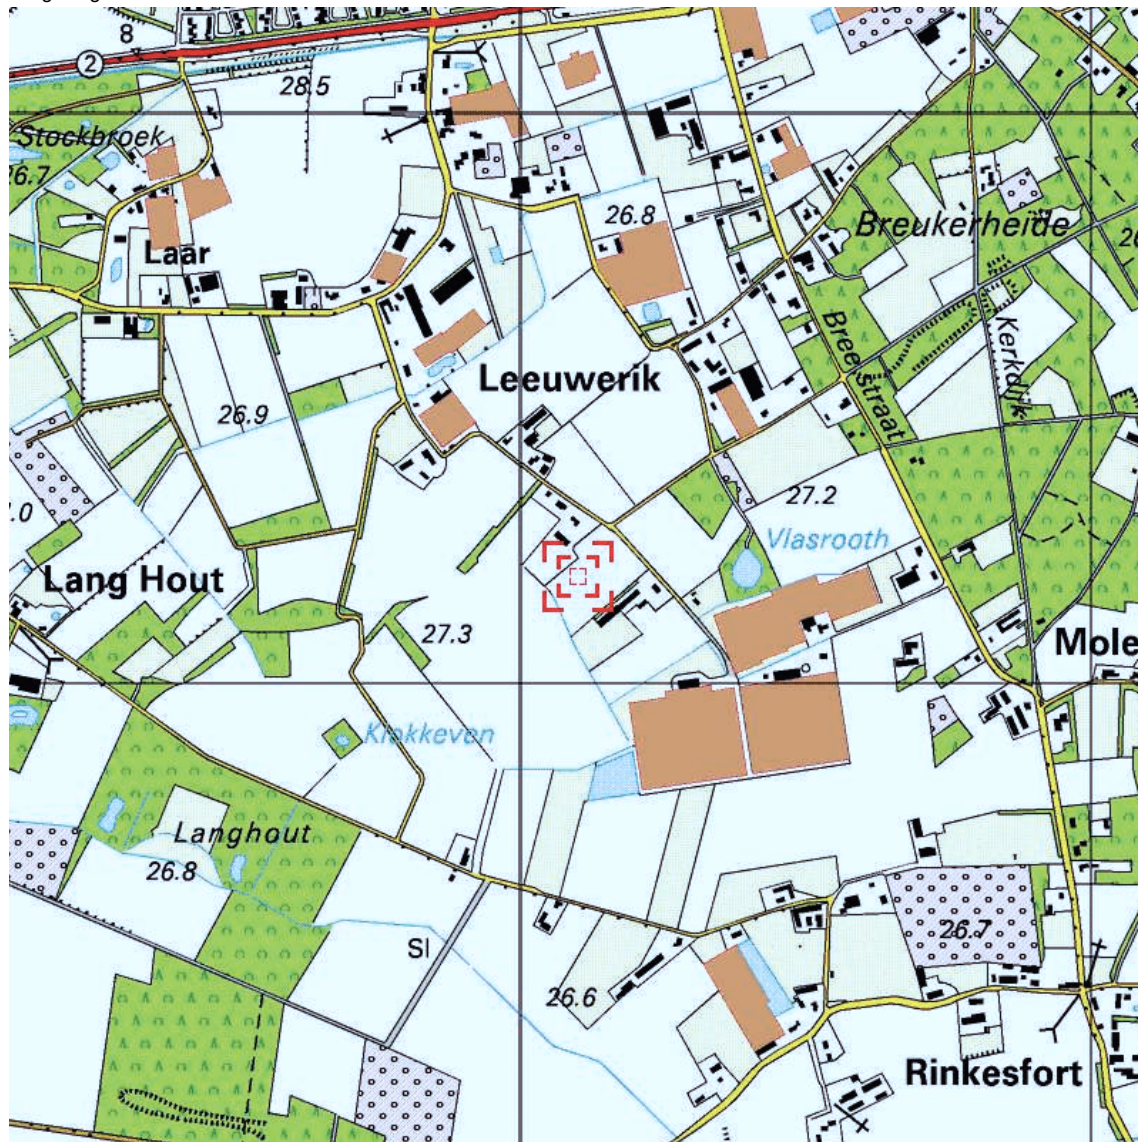 8
2
28.5
Stockbroek
26.7
26.8
Breukerheide
Laar
Kerkdijk
Breestraat
Leeuwerik
26.9
27.2
Vlasrooth
Lang Hout
27.3
Klokkeven
Langhout
26.8
26.7
Sl
26.6
Rinkesfort